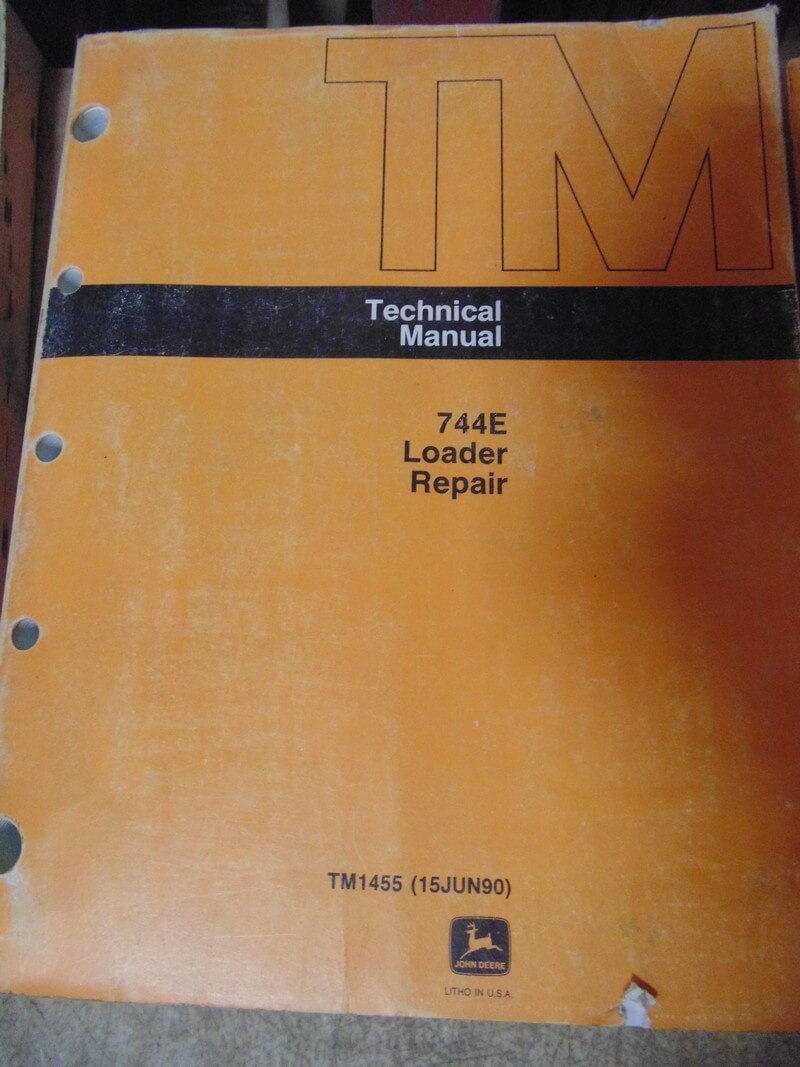 TM
Technical
Manual
744E
Loader
Repair
TM1455 (15JUN90)
JOHN DEERE
LITHO IN U.S.A.